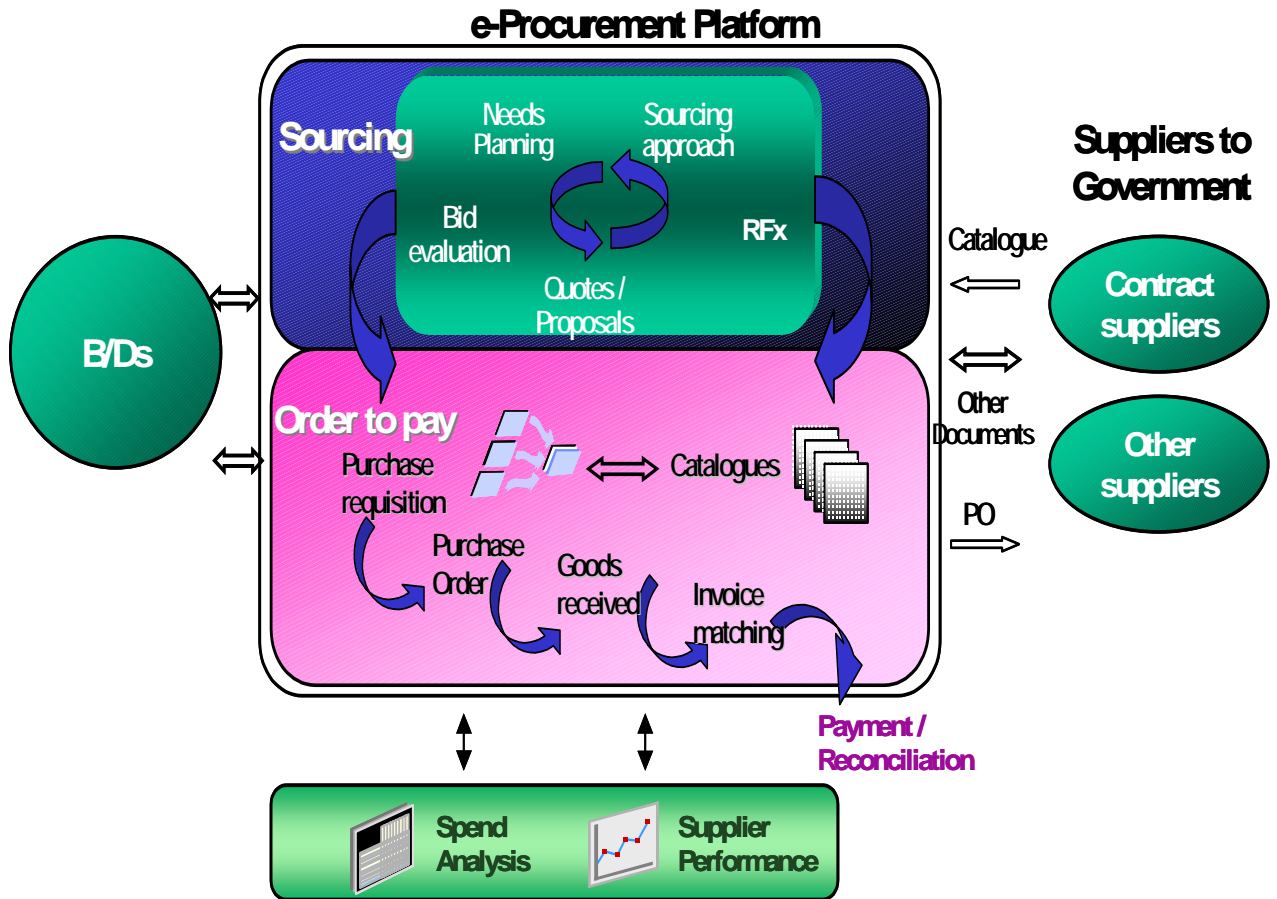 e-Procurement Platform
Sourcing
Needs
Planning
Sourcing
approach
Bid
evaluation
RFx
Quotes /
Proposals
B/Ds
Suppliers to
Government
Catalogue
Contract
suppliers
Other
Documents
Other
suppliers
PO
Order to pay
Purchase
requisition
Catalogues
Purchase
Order
Goods
received
Invoice
matching
Payment /
Reconciliation
Spend
Analysis
Supplier
Performance